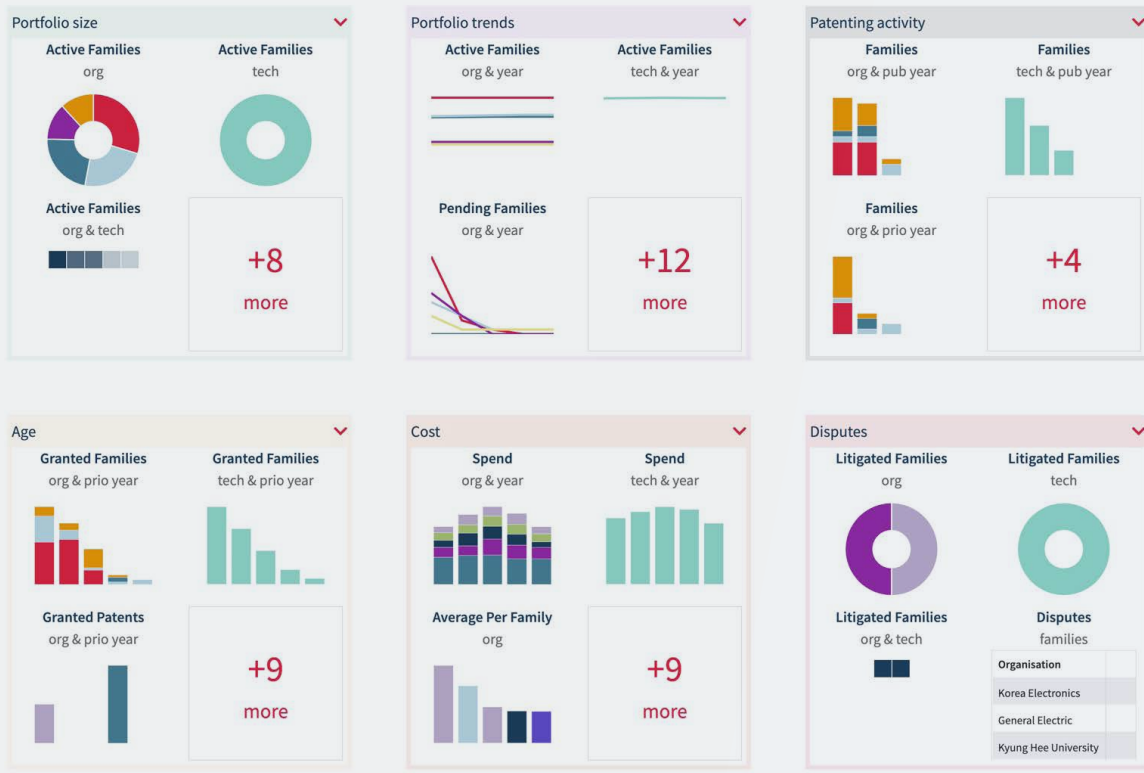 Portfolio size
Active Families
org
Active Families
tech
Active Families
org & tech
+8
more
Portfolio trends
Active Families
org & year
Active Families
tech & year
Pending Families
org & year
+12
more
Patenting activity
Families
org & pub year
Families
tech & pub year
Families
org & prio year
+4
more
Age
Granted Families
org & prio year
Granted Families
tech & prio year
Granted Patents
org & prio year
+9
more
Cost
Spend
org & year
Spend
tech & year
Average Per Family
org
+9
more
Disputes
Litigated Families
org
Litigated Families
tech
Litigated Families
org & tech
Disputes
families
Organisation
Korea Electronics
General Electric
Kyung Hee University